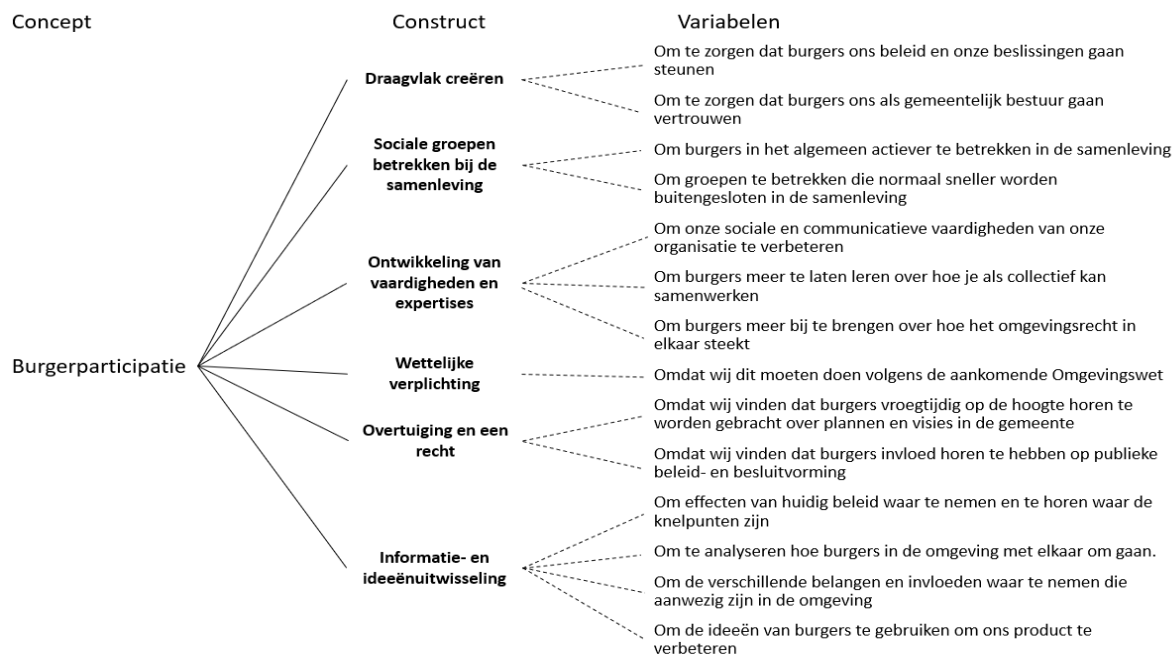 Concept
Construct
Variabelen
Burgerparticipatie
Draagvlak creëren
Om te zorgen dat burgers ons beleid en onze beslissingen gaan
steunen
Om te zorgen dat burgers ons als gemeentelijk bestuur gaan
vertrouwen
Sociale groepen
betrekken bij de
samenleving
Om burgers in het algemeen actiever te betrekken in de samenleving
Om groepen te betrekken die normaal sneller worden
buitengesloten in de samenleving
Ontwikkeling van
vaardigheden en
expertises
Om onze sociale en communicatieve vaardigheden van onze
organisatie te verbeteren
Om burgers meer te laten leren over hoe je als collectief kan
samenwerken
Om burgers meer bij te brengen over hoe het omgevingsrecht in
elkaar steekt
Wettelijke
verplichting
Omdat wij dit moeten doen volgens de aankomende Omgevingswet
Overtuiging en een
recht
Omdat wij vinden dat burgers vroegtijdig op de hoogte horen te
worden gebracht over plannen en visies in de gemeente
Omdat wij vinden dat burgers invloed horen te hebben op publieke
beleid- en besluitvorming
Informatie- en
ideeënuitwisseling
Om effecten van huidig beleid waar te nemen en te horen waar de
knelpunten zijn
Om te analyseren hoe burgers in de omgeving met elkaar om gaan.
Om de verschillende belangen en invloeden waar te nemen die
aanwezig zijn in de omgeving
Om de ideeën van burgers te gebruiken om ons product te
verbeteren